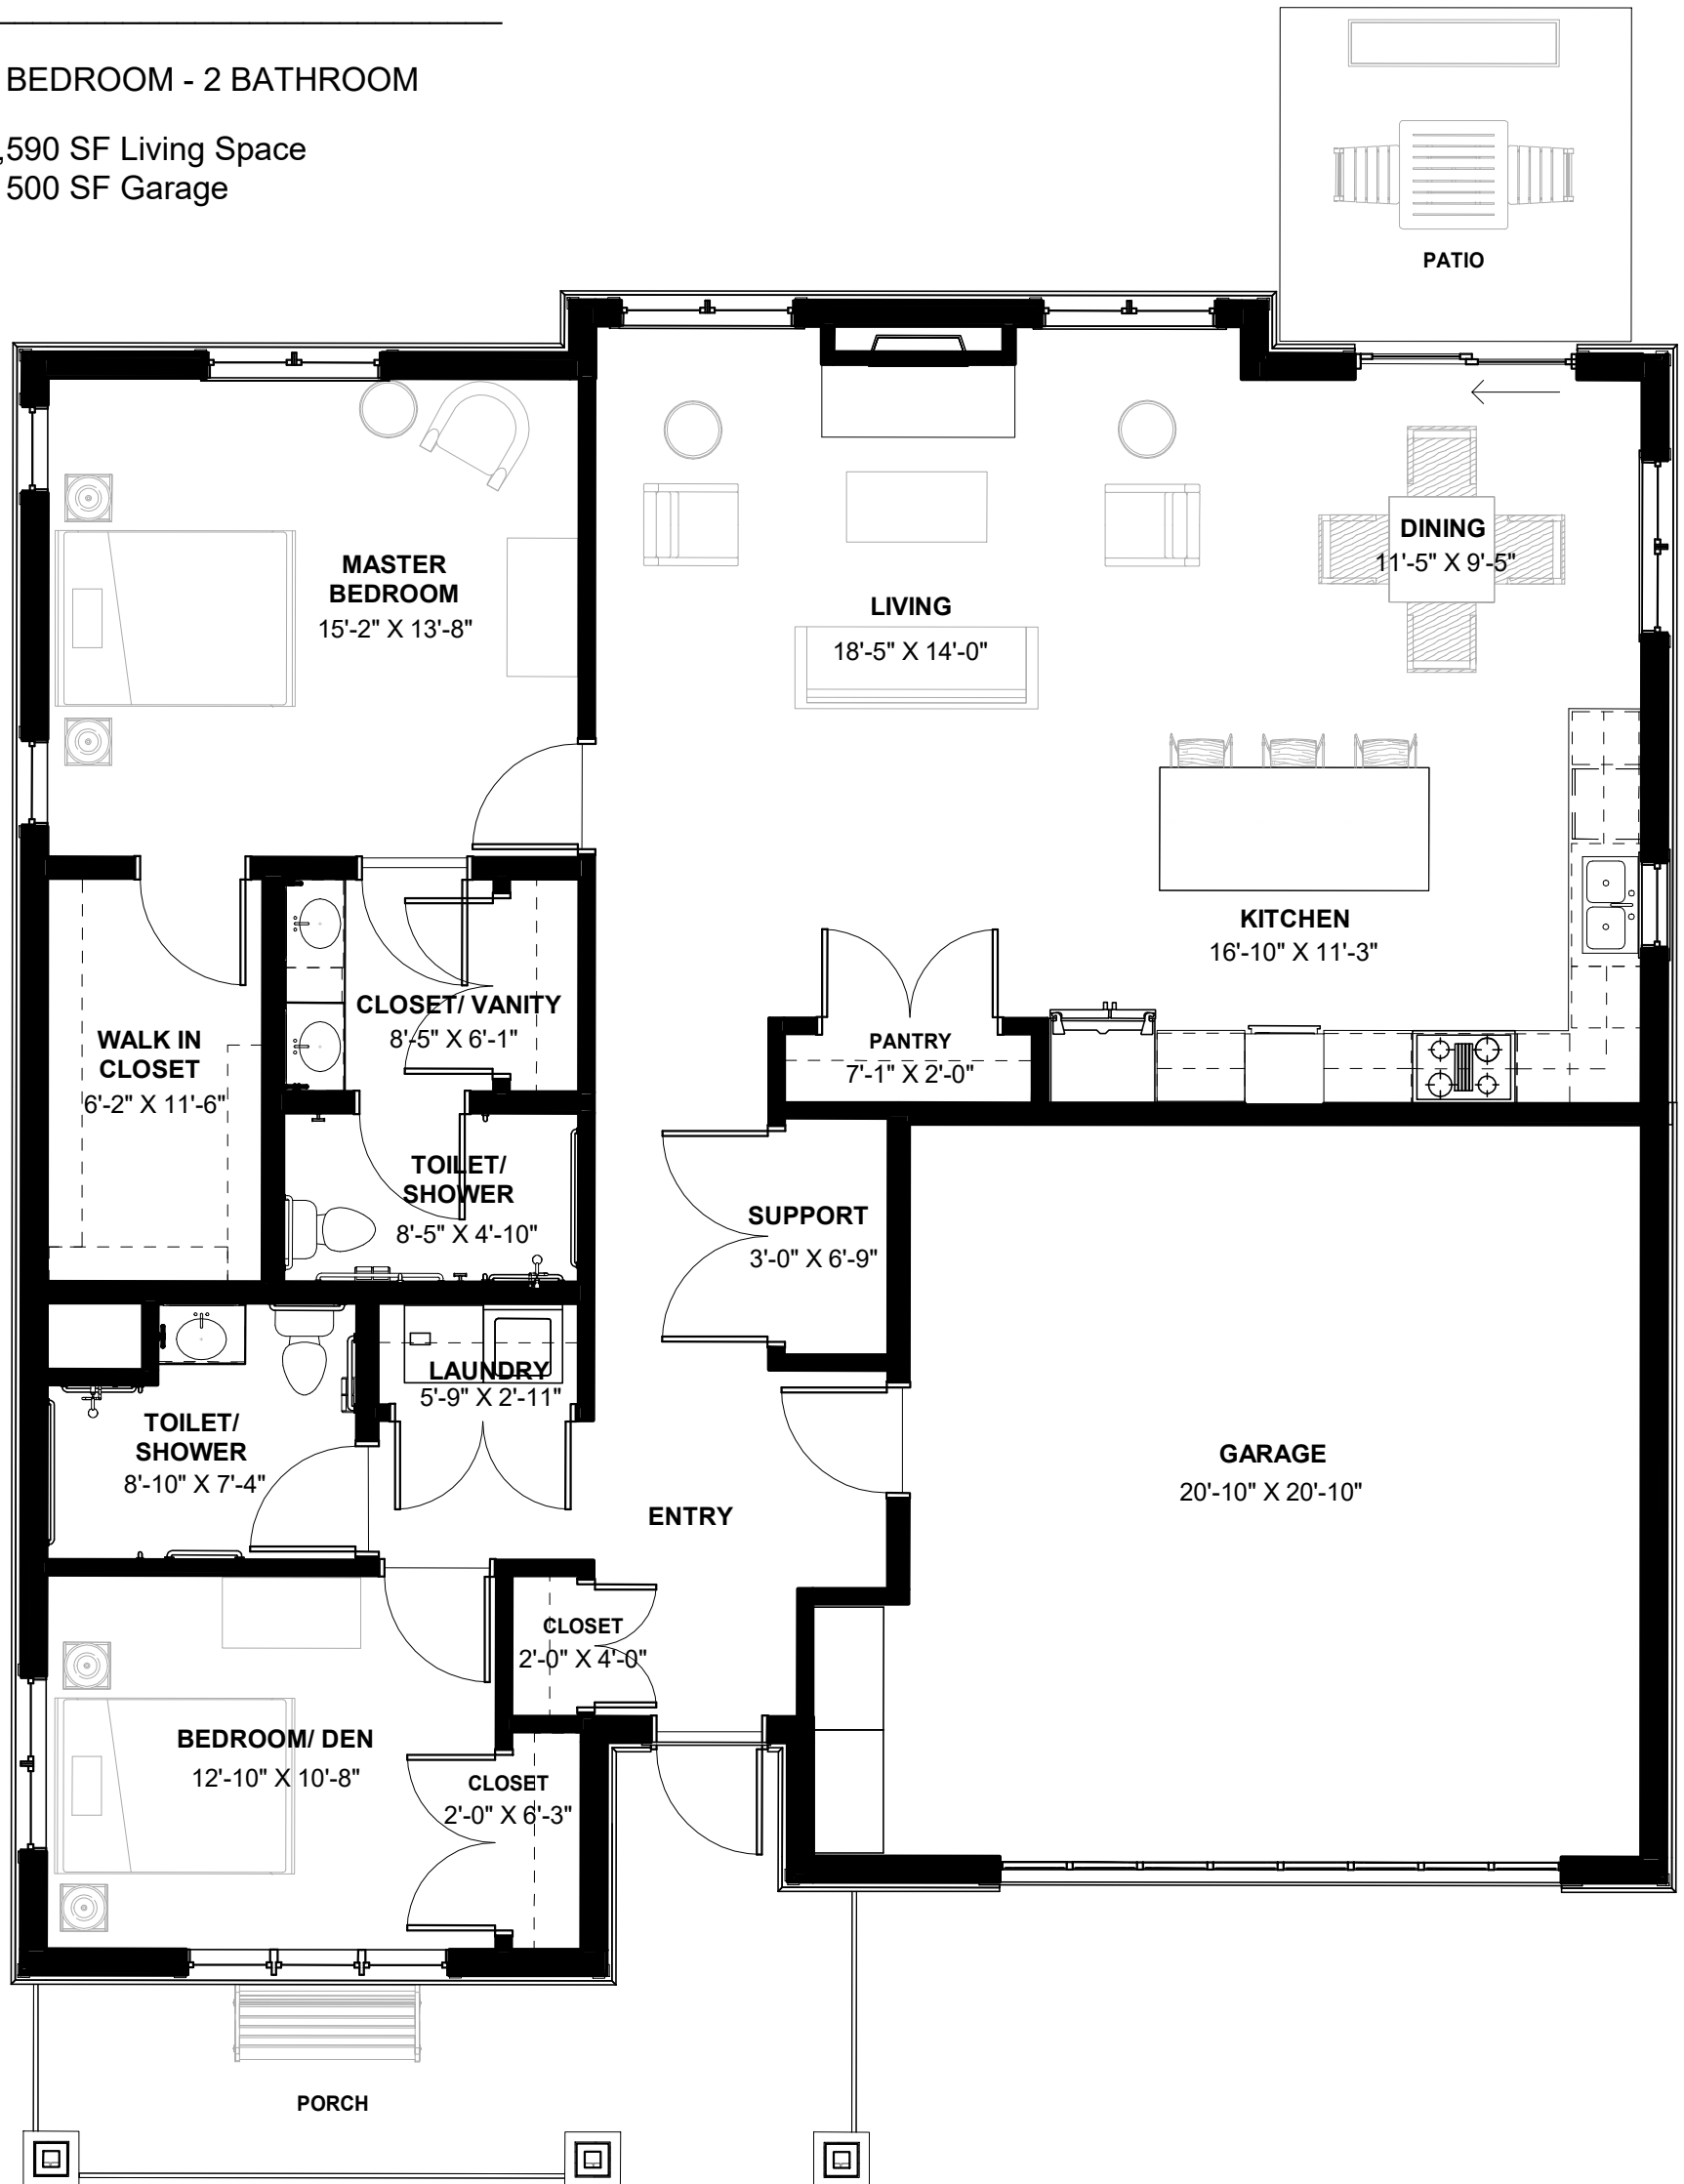 BEDROOM - 2 BATHROOM
,590 SF Living Space
500 SF Garage
PATIO
MASTER
BEDROOM
15'-2" X 13'-8"
LIVING
18'-5" X 14'-0"
DINING
11'-5" X 9'-5"
KITCHEN
16'-10" X 11'-3"
WALK IN
CLOSET
6'-2" X 11'-6"
CLOSET/ VANITY
8'-5" X 6'-1"
PANTRY
7'-1" X 2'-0"
TOILET/
SHOWER
8'-5" X 4'-10"
SUPPORT
3'-0" X 6'-9"
LAUNDRY
5'-9" X 2'-11"
TOILET/
SHOWER
8'-10" X 7'-4"
ENTRY
GARAGE
20'-10" X 20'-10"
CLOSET
2'-0" X 4'-0"
BEDROOM/ DEN
12'-10" X 10'-8"
CLOSET
2'-0" X 6'-3"
PORCH